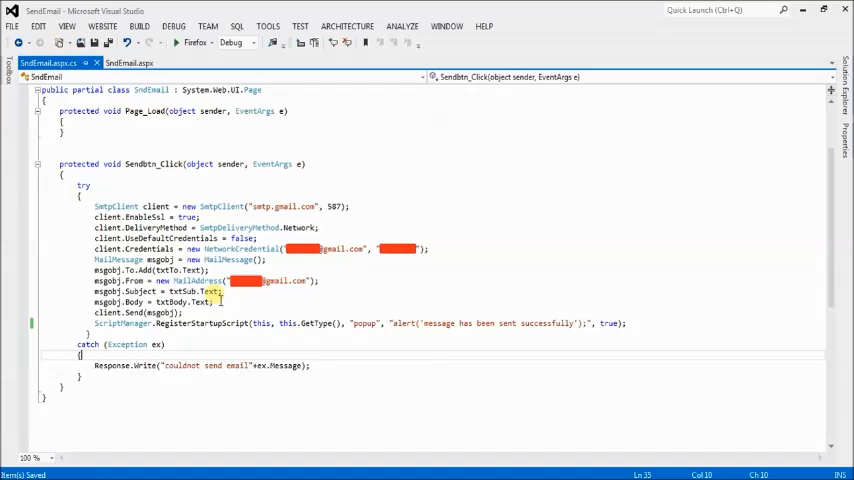 SendEmail - Microsoft Visual Studio
Quick Launch (Ctrl+Q)
FILE EDIT VIEW WEBSITE BUILD DEBUG TEAM SQL TOOLS TEST ARCHITECTURE ANALYZE WINDOW HELP
Firefox Debug
SendEmail.aspx.cs SendEmail.aspx
SndEmail Sendbtn_Click(object sender, EventArgs e)
Toolbox
Solution Explorer
Properties
public partial class SndEmail : System.Web.UI.Page
{
protected void Page_Load(object sender, EventArgs e)
{
}
protected void Sendbtn_Click(object sender, EventArgs e)
{
try
{
SmtpClient client = new SmtpClient("smtp.gmail.com", 587);
client.EnableSsl = true;
client.DeliveryMethod = SmtpDeliveryMethod.Network;
client.UseDefaultCredentials = false;
client.Credentials = new NetworkCredential("@gmail.com", "");
MailMessage msgobj = new MailMessage();
msgobj.To.Add(txtTo.Text);
msgobj.From = new MailAddress("@gmail.com");
msgobj.Subject = txtSub.Text;
msgobj.Body = txtBody.Text;
client.Send(msgobj);
ScriptManager.RegisterStartupScript(this, this.GetType(), "popup", "alert('message has been sent successfully');", true);
}
catch (Exception ex)
{
Response.Write("couldnot send email"+ex.Message);
}
}
}
100 %
Item(s) Saved Ln 35 Col 10 Ch 10 INS